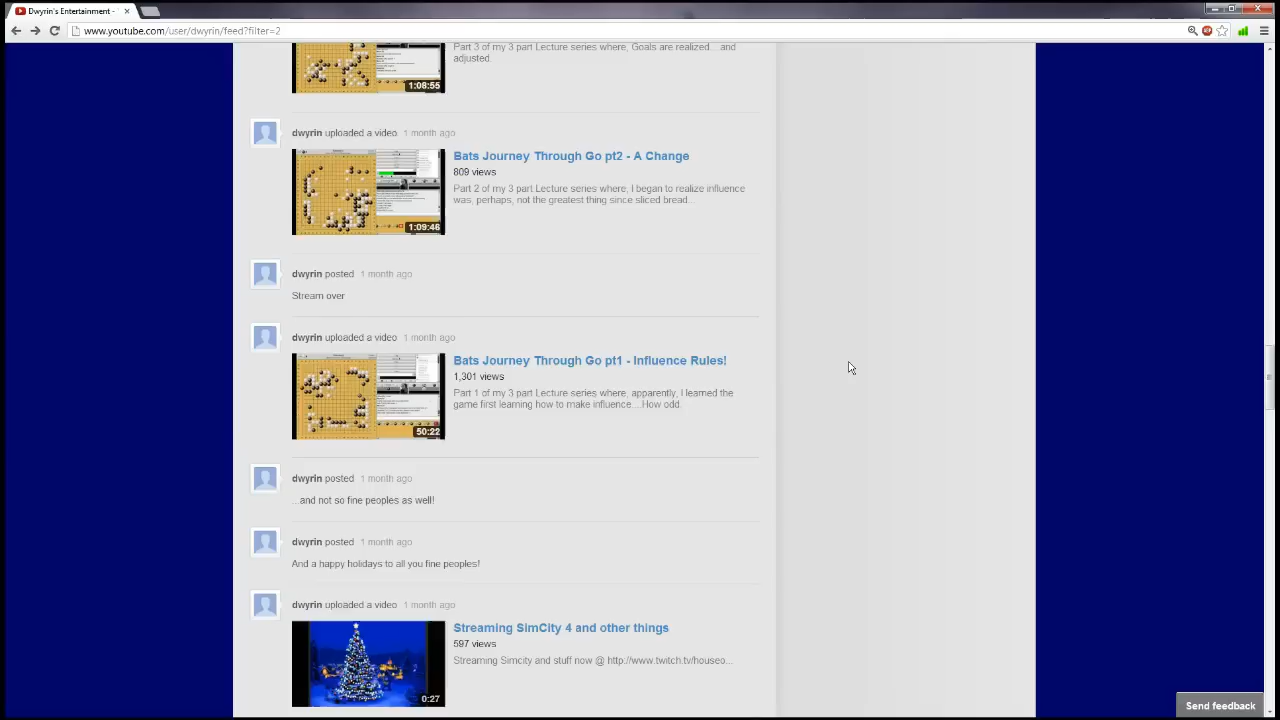 Dwyrin's Entertainment -
www.youtube.com/user/dwyrin/feed?filter=2
Part 3 of my 3 part Lecture series where, Goals are realized....and
adjusted.
1:08:55
dwyrin uploaded a video 1 month ago
Bats Journey Through Go pt2 - A Change
809 views
Part 2 of my 3 part Lecture series where, I began to realize influence
was, perhaps, not the greatest thing since sliced bread...
1:09:46
dwyrin posted 1 month ago
Stream over
dwyrin uploaded a video 1 month ago
Bats Journey Through Go pt1 - Influence Rules!
1,301 views
Part 1 of my 3 part Lecture series where, apparently, I learned the
game first learning how to make influence....How odd.
50:22
dwyrin posted 1 month ago
...and not so fine peoples as well!
dwyrin posted 1 month ago
And a happy holidays to all you fine peoples!
dwyrin uploaded a video 1 month ago
Streaming SimCity 4 and other things
597 views
Streaming Simcity and stuff now @ http://www.twitch.tv/houseo...
0:27
Send feedback